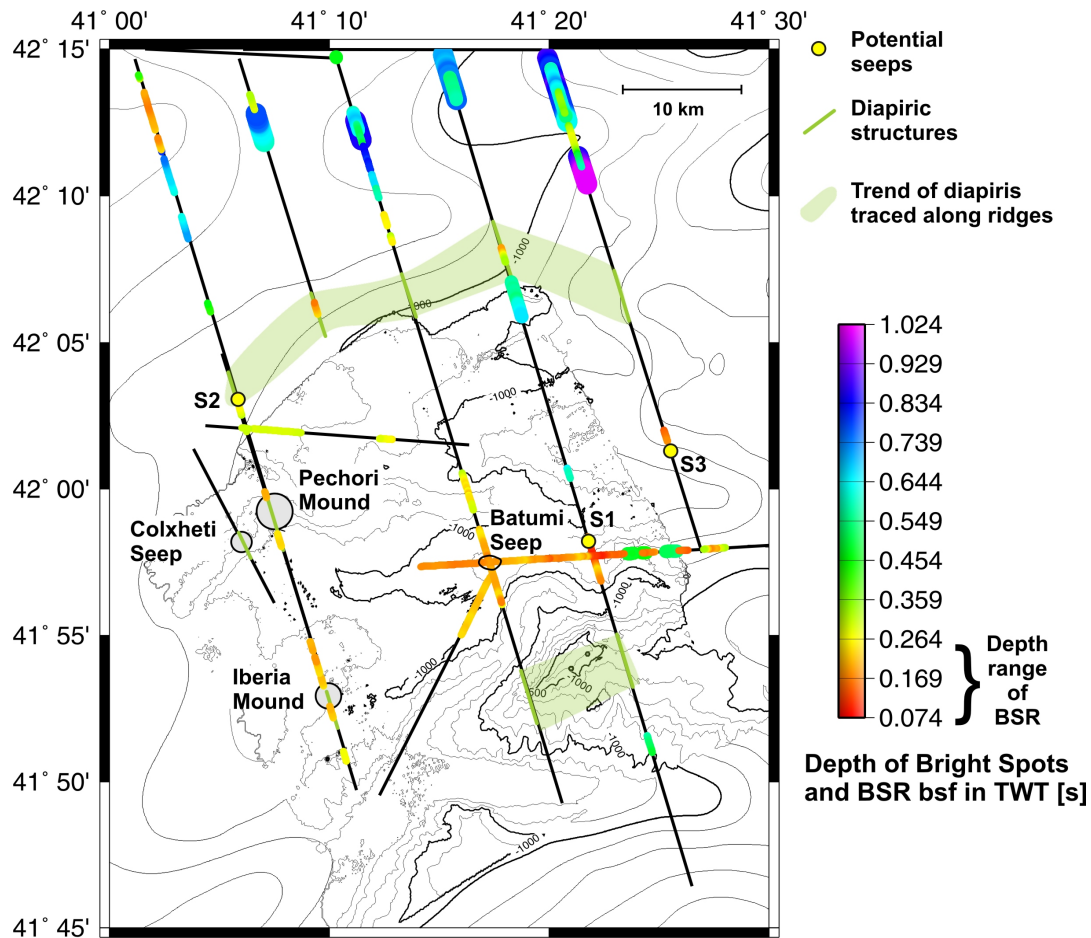 41° 00' 41° 10' 41° 20' 41° 30'
42° 15'
42° 10'
42° 05'
42° 00'
41° 55'
41° 50'
41° 45'
10 km
-1000
-1000
-1000
S2
Pechori
Mound
Colxheti
Seep
Batumi
Seep
S1
S3
-1000
-1000
-1000
-1000
500
Iberia
Mound
-1000
-1000
Potential
seeps
Diapiric
structures
Trend of diapiris
traced along ridges
1.024
0.929
0.834
0.739
0.644
0.549
0.454
0.359
0.264
0.169
0.074
} Depth
range
of
BSR
Depth of Bright Spots
and BSR bsf in TWT [s]